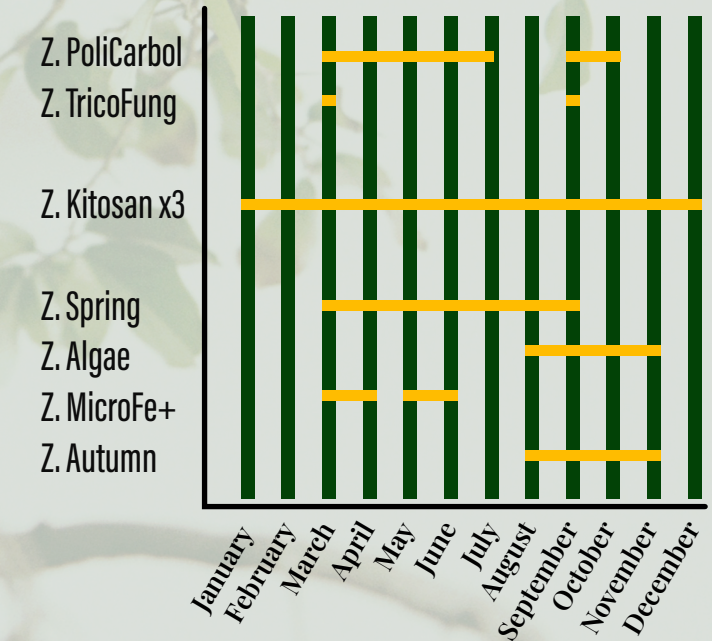 Z. PoliCarbol
Z. TricoFung
Z. Kitosan x3
Z. Spring
Z. Algae
Z. MicroFe+
Z. Autumn
January
February
March
April
May
June
July
August
September
October
November
December